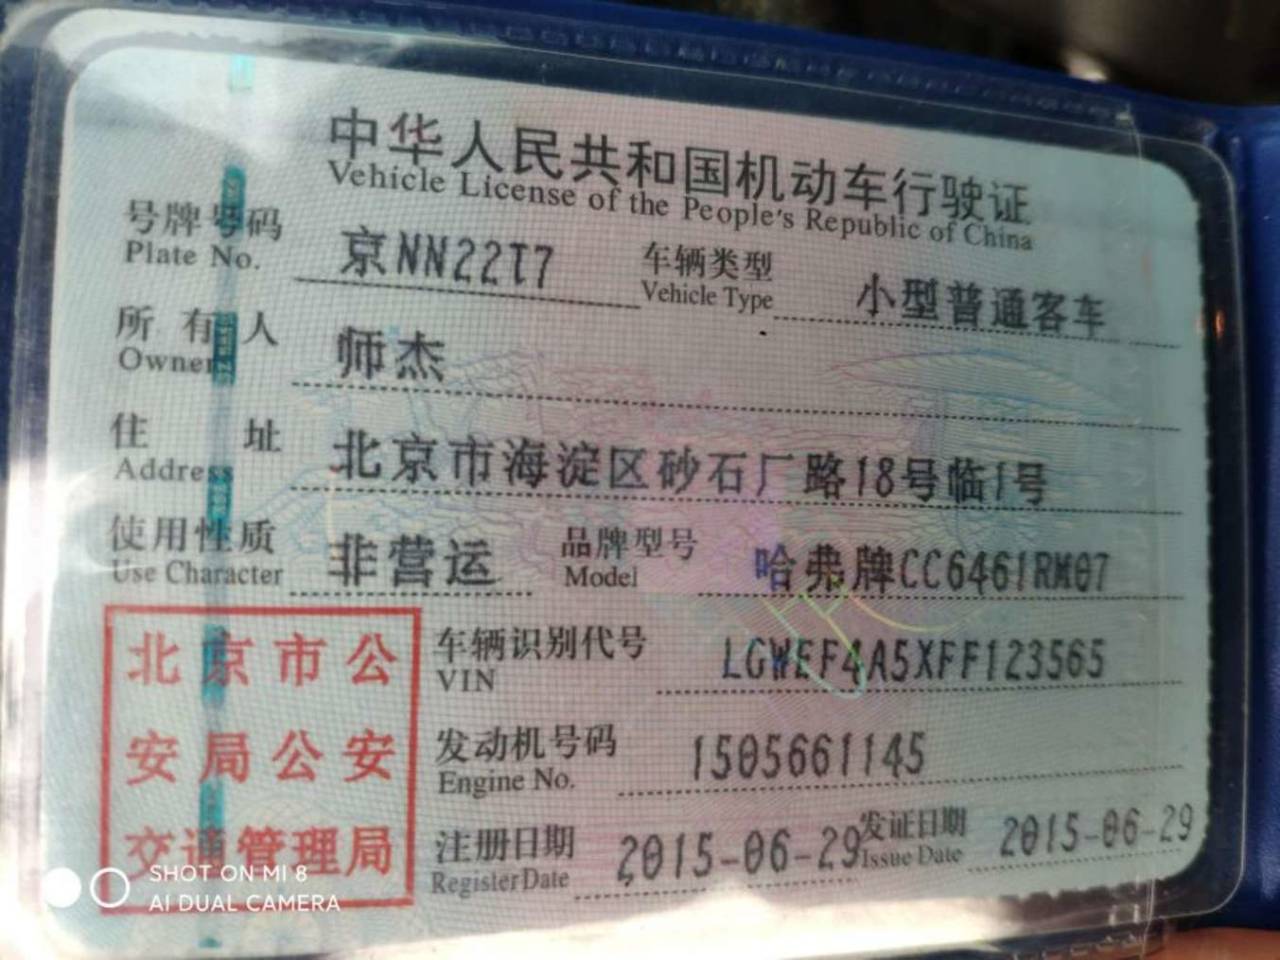 中华人民共和国机动车行驶证
Vehicle License of the People's Republic of China
号牌号码 京NN22T7 车辆类型 小型普通客车
Plate No. Vehicle Type
所有人 师杰
Owner
住址 北京市海淀区砂石厂路18号临1号
Address
使用性质 非营运 品牌型号 哈弗牌CC6461RM07
Use Character Model
北京市公
安局公安
交通管理局
车辆识别代号 LGWEF4A5XFF123565
VIN
发动机号码 1505661145
Engine No.
注册日期 2015-06-29 发证日期 2015-06-29
Register Date Issue Date
SHOT ON MI 8
AI DUAL CAMERA